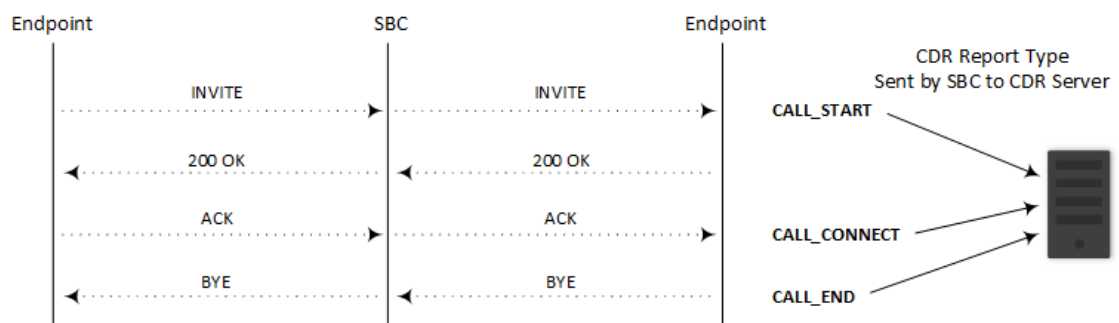 Endpoint
SBC
Endpoint
CDR Report Type
Sent by SBC to CDR Server
INVITE
INVITE
CALL_START
200 OK
200 OK
ACK
ACK
CALL_CONNECT
BYE
BYE
CALL_END